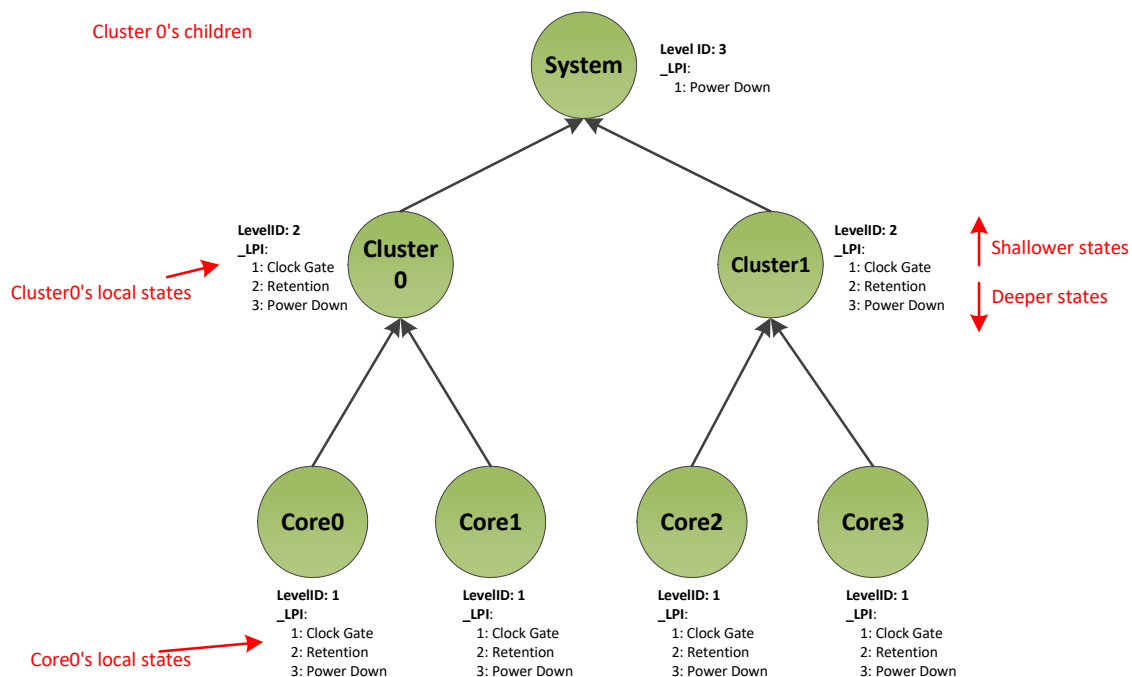 Cluster 0's children
System
Level ID: 3
_LPI:
1: Power Down
LevelID: 2
_LPI:
1: Clock Gate
2: Retention
3: Power Down
Cluster
0
Cluster1
LevelID: 2
_LPI:
1: Clock Gate
2: Retention
3: Power Down
Shallower states
Deeper states
Cluster0's local states
Core0
Core1
Core2
Core3
LevelID: 1
_LPI:
1: Clock Gate
2: Retention
3: Power Down
LevelID: 1
_LPI:
1: Clock Gate
2: Retention
3: Power Down
LevelID: 1
_LPI:
1: Clock Gate
2: Retention
3: Power Down
LevelID: 1
_LPI:
1: Clock Gate
2: Retention
3: Power Down
Core0's local states